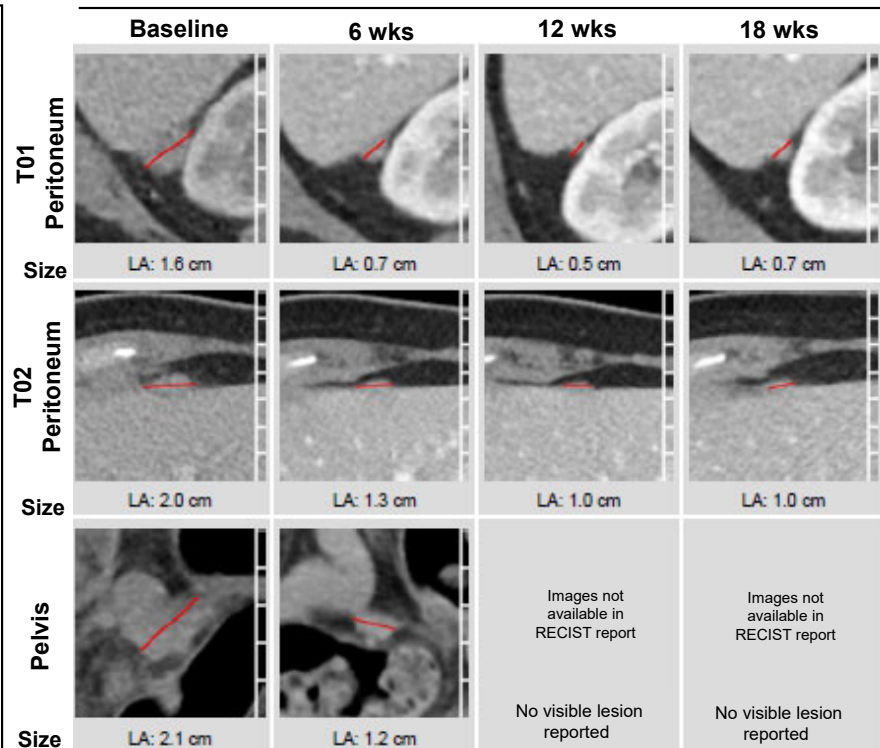 Baseline 6 wks 12 wks 18 wks
T01
Peritoneum
Size LA: 1.6 cm LA: 0.7 cm LA: 0.5 cm LA: 0.7 cm
T02
Peritoneum
Size LA: 2.0 cm LA: 1.3 cm LA: 1.0 cm LA: 1.0 cm
Pelvis
Images not
available in
RECIST report
No visible lesion
reported
Images not
available in
RECIST report
No visible lesion
reported
Size LA: 2.1 cm LA: 1.2 cm